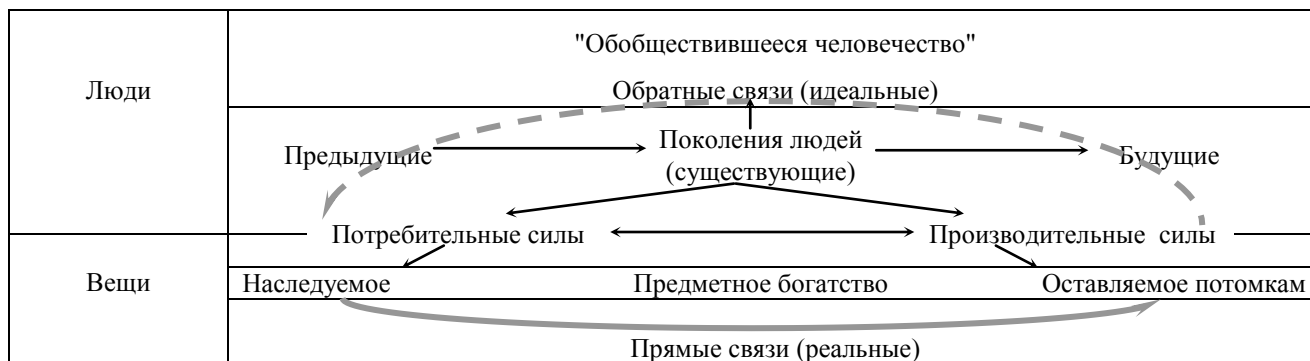 "Обобществившееся человечество"
Люди
Обратные связи (идеальные)
Предыдущие
Поколения людей
(существующие)
Будущие
Потребительные силы
Производительные силы
Вещи
Наследуемое
Предметное богатство
Оставляемое потомкам
Прямые связи (реальные)